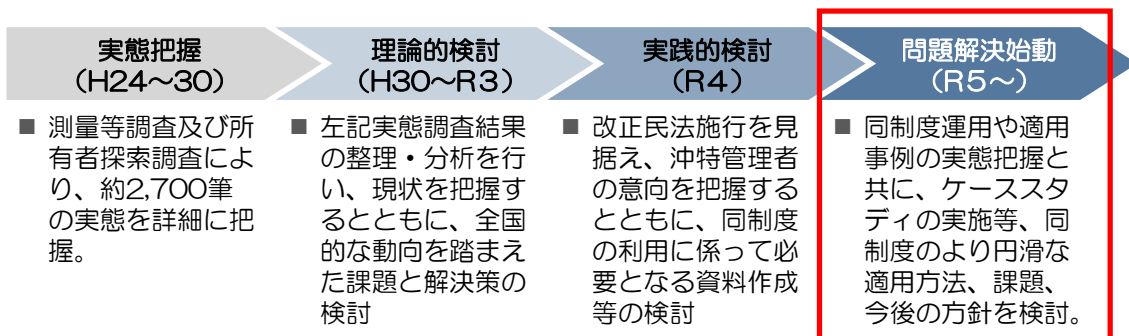 実態把握
（H24～30）
■ 測量等調査及び所
有者探索調査によ
り、約2,700筆
の実態を詳細に把
握。
理論的検討
（H30～R3）
■ 左記実態調査結果
の整理・分析を行
い、現状を把握す
るとともに、全国
的な動向を踏まえ
た課題と解決策の
検討
実践的検討
（R4）
■ 改正民法施行を見
据え、沖特管理者
の意向を把握する
とともに、同制度
の利用に係って必
要となる資料作成
等の検討
問題解決始動
（R5～）
■ 同制度運用や適用
事例の実態把握と
共に、ケーススタ
ディの実施等、同
制度のより円滑な
適用方法、課題、
今後の方針を検討。